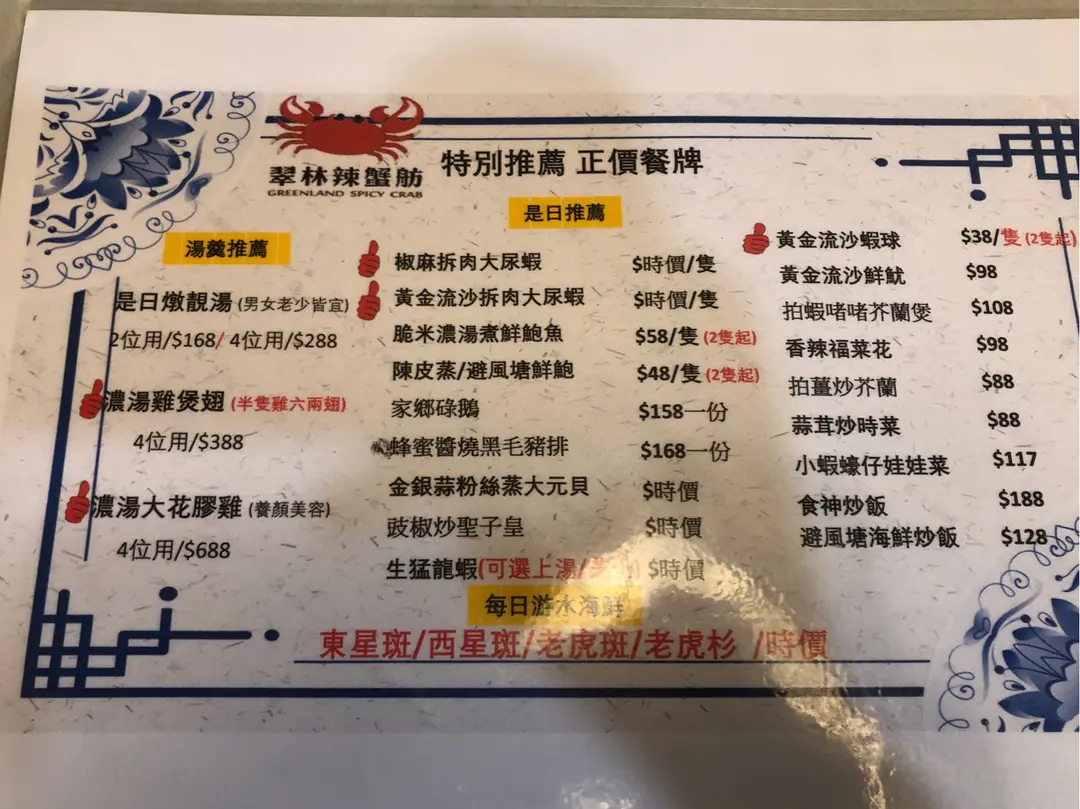 翠林辣蟹舫
GREENLAND SPICY CRAB
特別推薦 正價餐牌
湯羹推薦
是日燉靚湯 (男女老少皆宜)
2位用/$168/ 4位用/$288
濃湯雞煲翅 (半隻雞六兩翅)
4位用/$388
濃湯大花膠雞 (養顏美容)
4位用/$688
是日推薦
椒麻拆肉大尿蝦 $時價/隻
黃金流沙拆肉大尿蝦 $時價/隻
脆米濃湯煮鮮鮑魚 $58/隻 (2隻起)
陳皮蒸/避風塘鮮鮑 $48/隻 (2隻起)
家鄉碌鵝 $158一份
蜂蜜醬燒黑毛豬排 $168一份
金銀蒜粉絲蒸大元貝 $時價
豉椒炒聖子皇 $時價
生猛龍蝦(可選上湯/ $時價
黃金流沙蝦球 $38/隻 (2隻起)
黃金流沙鮮魷 $98
拍蝦啫啫芥蘭煲 $108
香辣福菜花 $98
拍薑炒芥蘭 $88
蒜茸炒時菜 $88
小蝦蠔仔娃娃菜 $117
食神炒飯 $188
避風塘海鮮炒飯 $128
每日游水海鮮
東星斑/西星斑/老虎斑/老虎杉 /時價